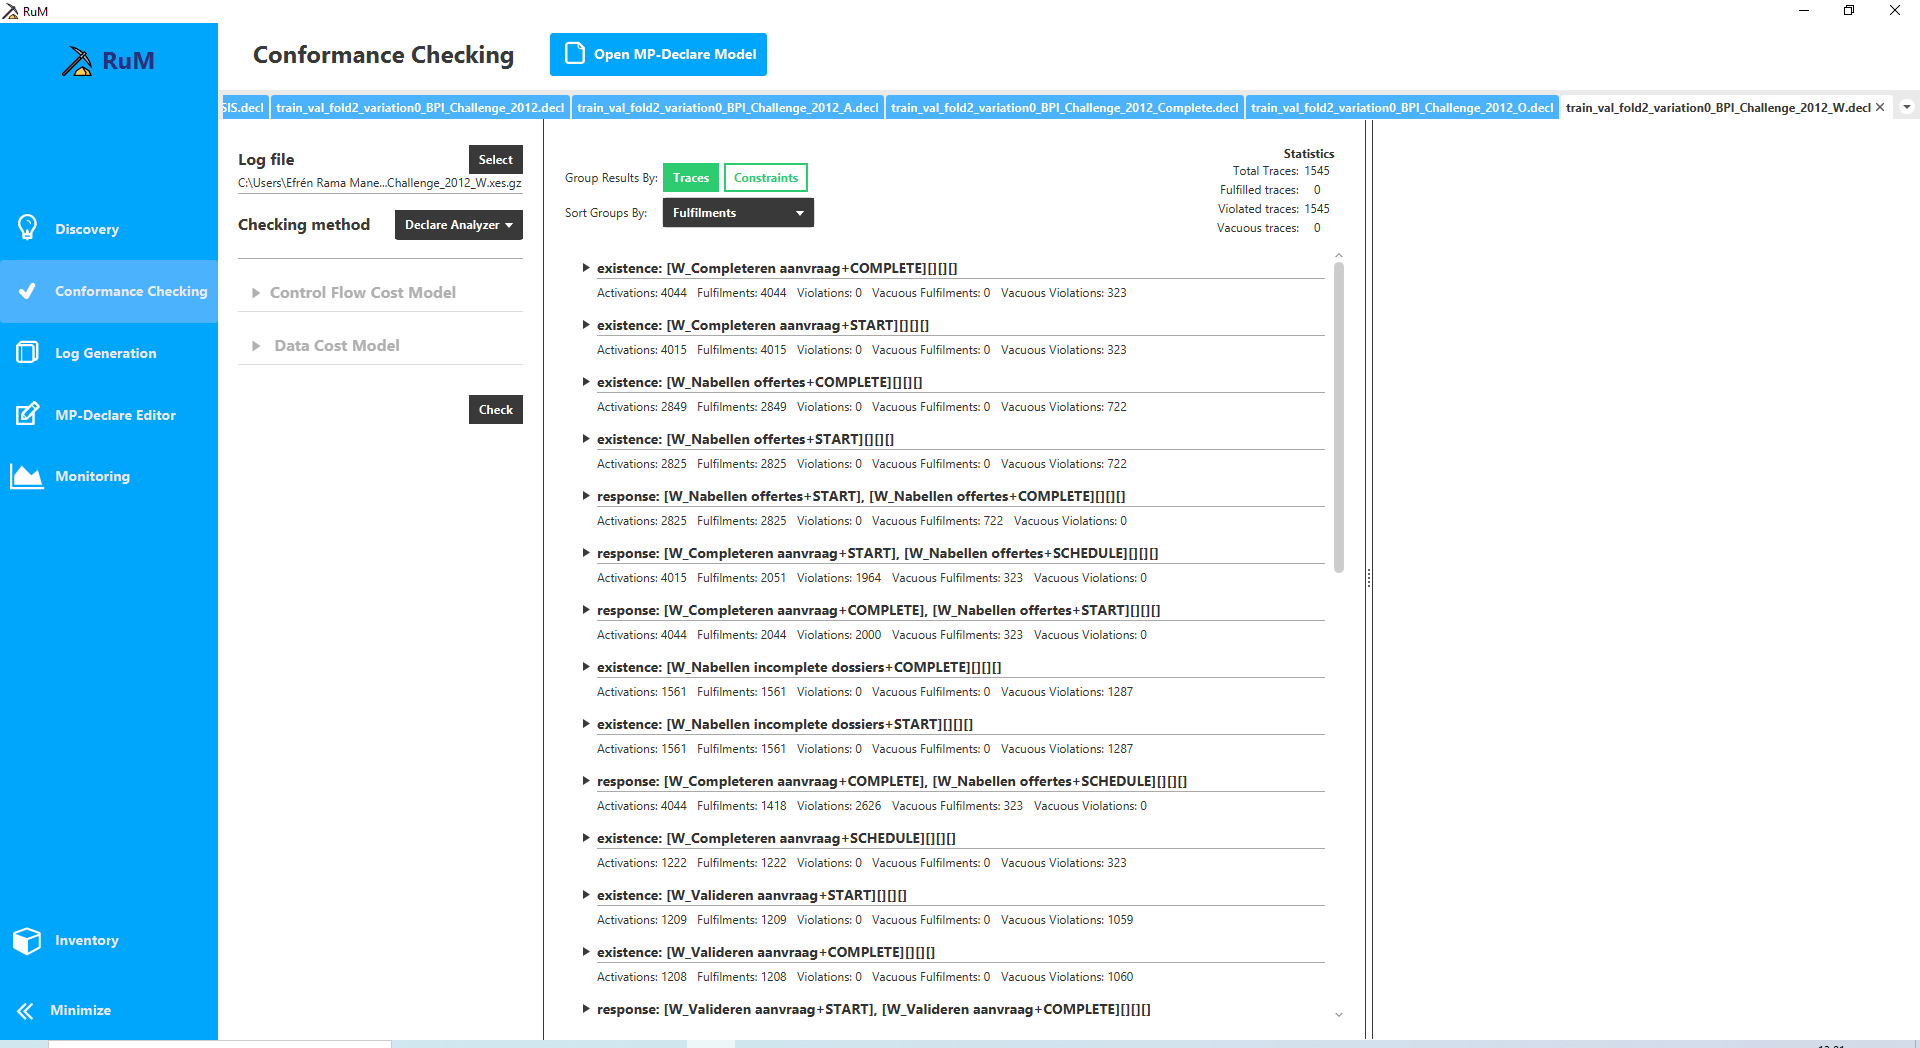 RuM
RuM
Conformance Checking
Open MP-Declare Model
SIS.decl
train_val_fold2_variation0_BPI_Challenge_2012.decl
train_val_fold2_variation0_BPI_Challenge_2012_A.decl
train_val_fold2_variation0_BPI_Challenge_2012_Complete.decl
train_val_fold2_variation0_BPI_Challenge_2012_O.decl
train_val_fold2_variation0_BPI_Challenge_2012_W.decl
Discovery
Conformance Checking
Log Generation
MP-Declare Editor
Monitoring
Inventory
Minimize
Log file
Select
C:\Users\Efrén Rama Mane...Challenge_2012_W.xes.gz
Checking method
Declare Analyzer
Control Flow Cost Model
Data Cost Model
Check
Group Results By: Traces Constraints
Sort Groups By: Fulfilments
Statistics
Total Traces: 1545
Fulfilled traces: 0
Violated traces: 1545
Vacuous traces: 0
existence: [W_Completeren aanvraag+COMPLETE][][][]
Activations: 4044 Fulfilments: 4044 Violations: 0 Vacuous Fulfilments: 0 Vacuous Violations: 323
existence: [W_Completeren aanvraag+START][][][]
Activations: 4015 Fulfilments: 4015 Violations: 0 Vacuous Fulfilments: 0 Vacuous Violations: 323
existence: [W_Nabellen offertes+COMPLETE][][][]
Activations: 2849 Fulfilments: 2849 Violations: 0 Vacuous Fulfilments: 0 Vacuous Violations: 722
existence: [W_Nabellen offertes+START][][][]
Activations: 2825 Fulfilments: 2825 Violations: 0 Vacuous Fulfilments: 0 Vacuous Violations: 722
response: [W_Nabellen offertes+START], [W_Nabellen offertes+COMPLETE][][][]
Activations: 2825 Fulfilments: 2825 Violations: 0 Vacuous Fulfilments: 722 Vacuous Violations: 0
response: [W_Completeren aanvraag+START], [W_Nabellen offertes+SCHEDULE][][][]
Activations: 4015 Fulfilments: 2051 Violations: 1964 Vacuous Fulfilments: 323 Vacuous Violations: 0
response: [W_Completeren aanvraag+COMPLETE], [W_Nabellen offertes+START][][][]
Activations: 4044 Fulfilments: 2044 Violations: 2000 Vacuous Fulfilments: 323 Vacuous Violations: 0
existence: [W_Nabellen incomplete dossiers+COMPLETE][][][]
Activations: 1561 Fulfilments: 1561 Violations: 0 Vacuous Fulfilments: 0 Vacuous Violations: 1287
existence: [W_Nabellen incomplete dossiers+START][][][]
Activations: 1561 Fulfilments: 1561 Violations: 0 Vacuous Fulfilments: 0 Vacuous Violations: 1287
response: [W_Completeren aanvraag+COMPLETE], [W_Nabellen offertes+SCHEDULE][][][]
Activations: 4044 Fulfilments: 1418 Violations: 2626 Vacuous Fulfilments: 323 Vacuous Violations: 0
existence: [W_Completeren aanvraag+SCHEDULE][][][]
Activations: 1222 Fulfilments: 1222 Violations: 0 Vacuous Fulfilments: 0 Vacuous Violations: 323
existence: [W_Valideren aanvraag+START][][][]
Activations: 1209 Fulfilments: 1209 Violations: 0 Vacuous Fulfilments: 0 Vacuous Violations: 1059
existence: [W_Valideren aanvraag+COMPLETE][][][]
Activations: 1208 Fulfilments: 1208 Violations: 0 Vacuous Fulfilments: 0 Vacuous Violations: 1060
response: [W_Valideren aanvraag+START], [W_Valideren aanvraag+COMPLETE][][][]